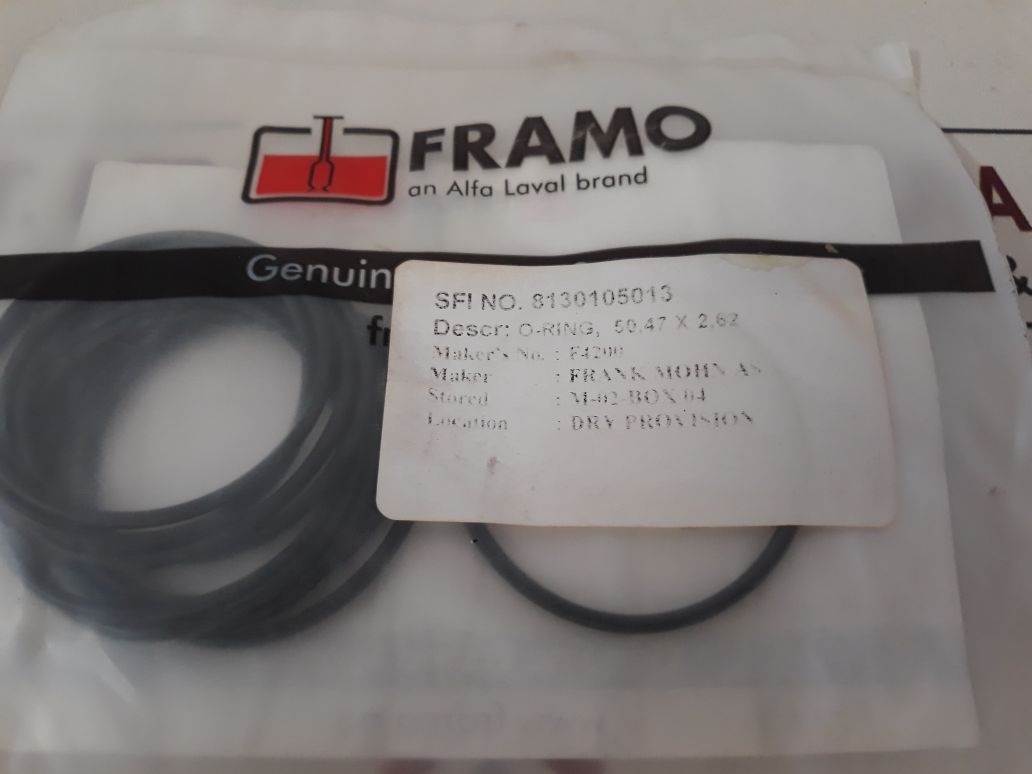 FRAMO
an Alfa Laval brand
Genuin
SFI NO. 8130105013
Descr: O-RING, 59.47 X 2.62
Maker's No. : F4200
Maker : FRANK MOHN AS
Stored : M-02-BOX 04
Location : DRY PROVISION
A
&